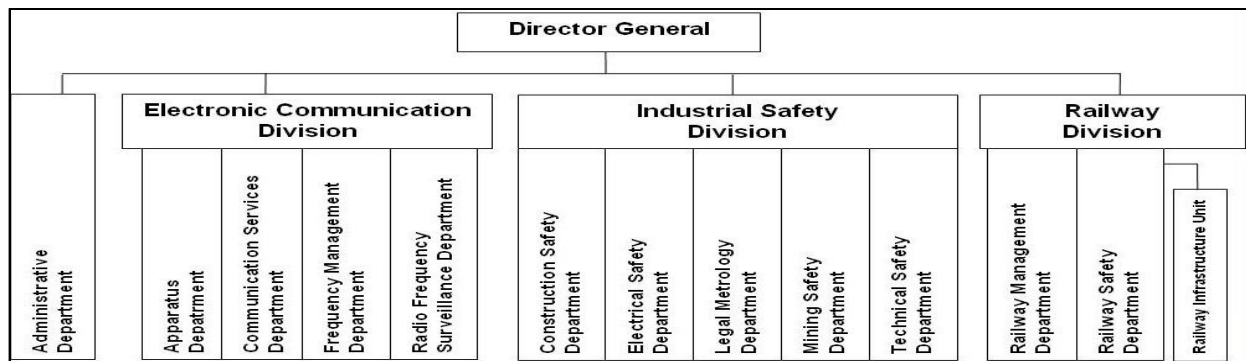 Director General
Electronic Communication
Division
Industrial Safety
Division
Railway
Division
Administrative
Department
Apparatus
Depatrment
Communication Services
Department
Frequency Management
Department
Radio Frequency
Surveillance Department
Construction Safety
Department
Electrical Safety
Department
Legal Metrology
Department
Mining Safety
Department
Technical Safety
Department
Railway Management
Department
Railway Safety
Department
Railway Infrastructure Unit